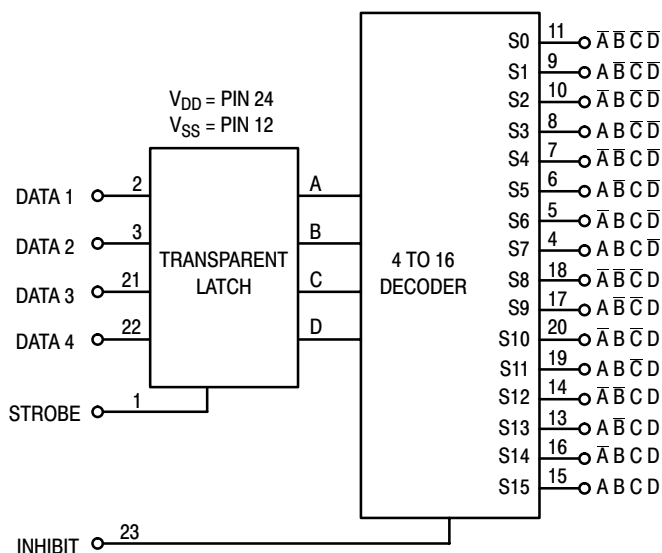 V_DD = PIN 24
V_SS = PIN 12
DATA 1
2
DATA 2
3
DATA 3
21
DATA 4
22
STROBE
1
INHIBIT
23
TRANSPARENT
LATCH
A
B
C
D
4 TO 16
DECODER
S0 11 A̅ B̅ C̅ D̅
S1 9 A B̅ C̅ D̅
S2 10 A̅ B C̅ D̅
S3 8 A B C̅ D̅
S4 7 A̅ B̅ C D̅
S5 6 A B̅ C D̅
S6 5 A̅ B C D̅
S7 4 A B C D̅
S8 18 A̅ B̅ C̅ D
S9 17 A B̅ C̅ D
S10 20 A̅ B C̅ D
S11 19 A B C̅ D
S12 14 A̅ B̅ C D
S13 13 A B̅ C D
S14 16 A̅ B C D
S15 15 A B C D